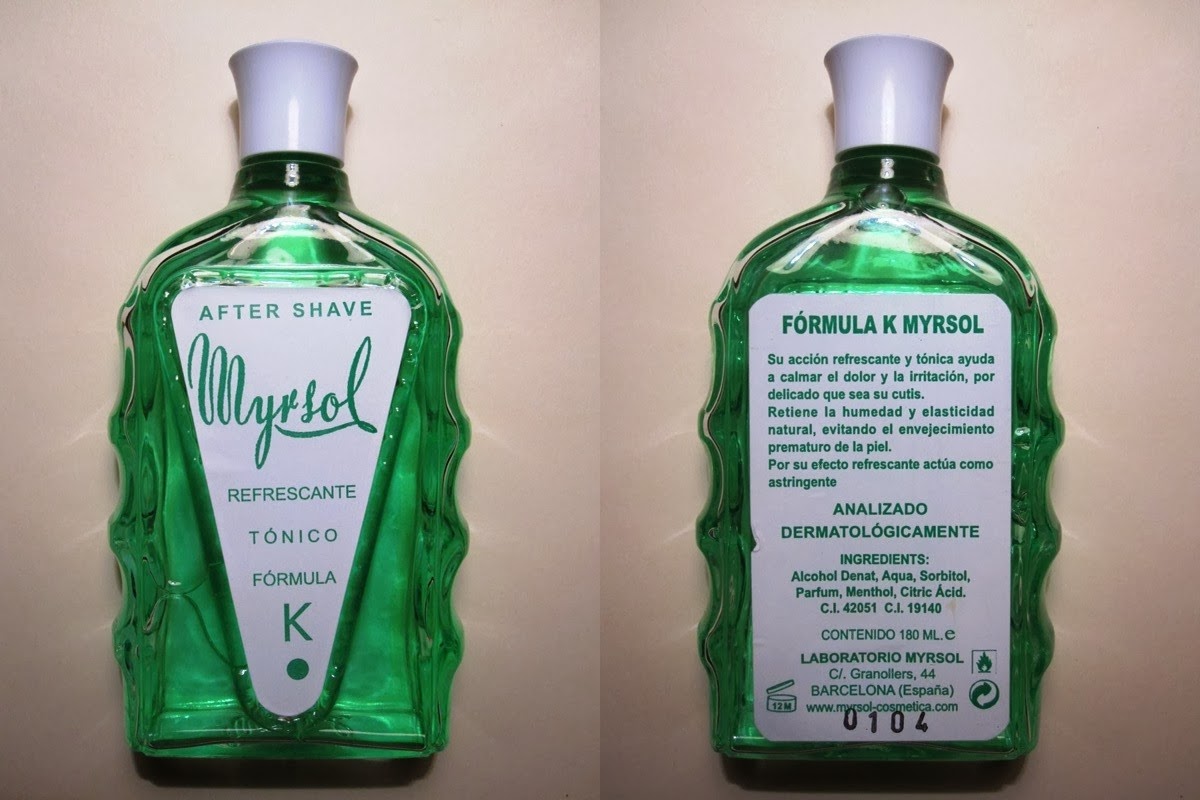 AFTER SHAVE
Myrsol
REFRESCANTE
TÓNICO
FÓRMULA
K
FÓRMULA K MYRSOL
Su acción refrescante y tónica ayuda
a calmar el dolor y la irritación, por
delicado que sea su cutis.
Retiene la humedad y elasticidad
natural, evitando el envejecimiento
prematuro de la piel.
Por su efecto refrescante actúa como
astringente
ANALIZADO
DERMATOLÓGICAMENTE
INGREDIENTS:
Alcohol Denat, Aqua, Sorbitol,
Parfum, Menthol, Citric Ácid.
C.I. 42051 C.I. 19140
CONTENIDO 180 ML.e
LABORATORIO MYRSOL
C/. Granollers, 44
BARCELONA (España)
12M
www.myrsol-cosmetica.com
0104